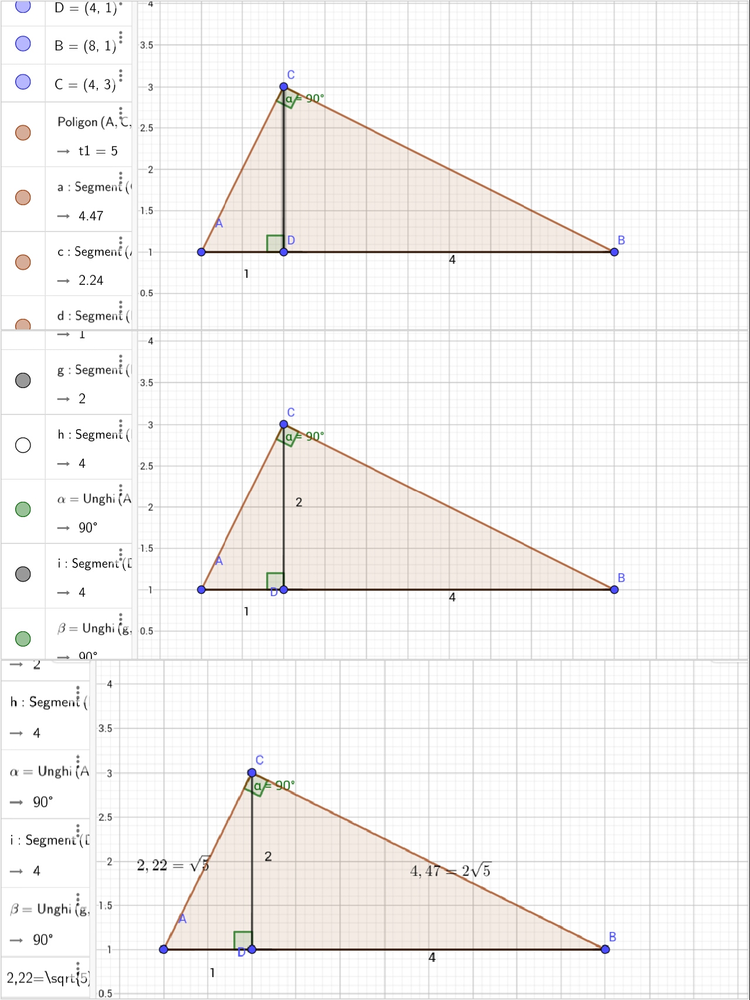 D = (4, 1)
B = (8, 1)
C = (4, 3)
Poligon (A, C,
→ t1 = 5
a : Segment (
→ 4.47
c : Segment (
→ 2.24
d : Segment (
4
3.5
3
2.5
2
1.5
1
0.5
C
α = 90°
A
D
B
1
4
→ 1
g : Segment (
→ 2
h : Segment (
→ 4
α = Unghi (A
→ 90°
i : Segment (D
→ 4
β = Unghi (g,
→ 90°
4
3.5
3
2.5
2
1.5
1
0.5
C
α = 90°
2
A
D
B
1
4
→ 2
h : Segment (
→ 4
α = Unghi (A
→ 90°
i : Segment (D
→ 4
β = Unghi (g,
→ 90°
2,22=\sqrt{5}
4
3.5
3
2.5
2
1.5
1
0.5
C
α = 90°
2, 22 = √5
2
4, 47 = 2√5
A
D
B
1
4